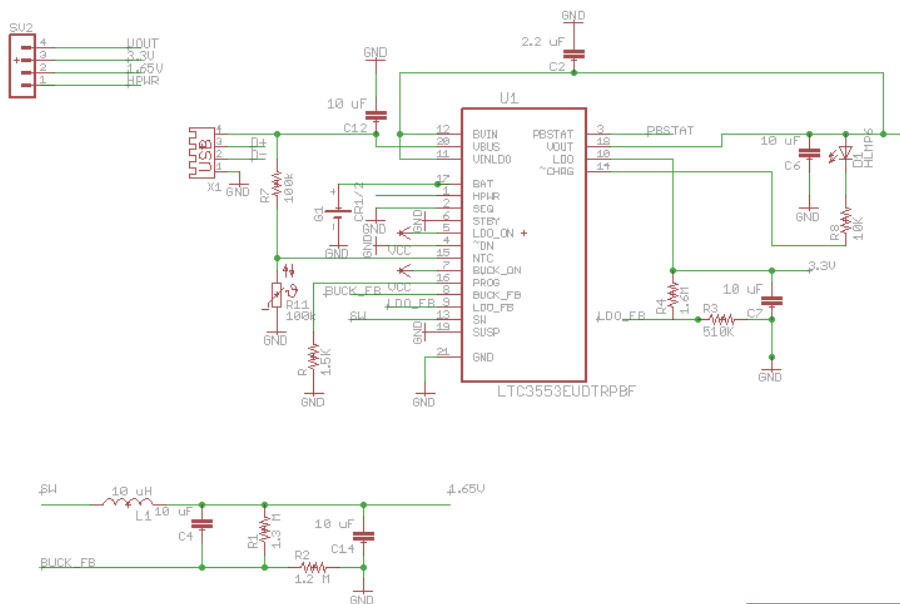 SV2
4 VOUT
3 3.3V
2 1.65V
1 HPWR
GND
2.2 uF
C2
GND
10 uF
C12
U1
4
3 D+
2 D-
1
USB
X1
GND
R7
100k
R11
100k
GND
G1
CR1/2
+
-
GND
12 BVIN
20 VBUS
11 VINLDO
17 BAT
1 HPWR
2 SEQ
6 STBY
5 LDO_ON +
4 ~DN
15 NTC
7 BUCK_ON
16 PROG
8 BUCK_FB
9 LDO_FB
13 SW
19 SUSP
21 GND
PBSTAT 3
VOUT 18
LDO 10
~CHRG 14
PBSTAT
GND
GND
GND
VCC
VCC
BUCK_FB
LDO_FB
SW
GND
GND
R
1.5K
GND
LTC3553EUDTRPBF
10 uF
C6
GND
D1
HLMP6
R8
10K
3.3V
R4
1.6M
LDO_FB
R3
510K
10 uF
C7
GND
SW
10 uH
L1
1.65V
10 uF
C4
R1
1.3 M
10 uF
C14
BUCK_FB
R2
1.2 M
GND